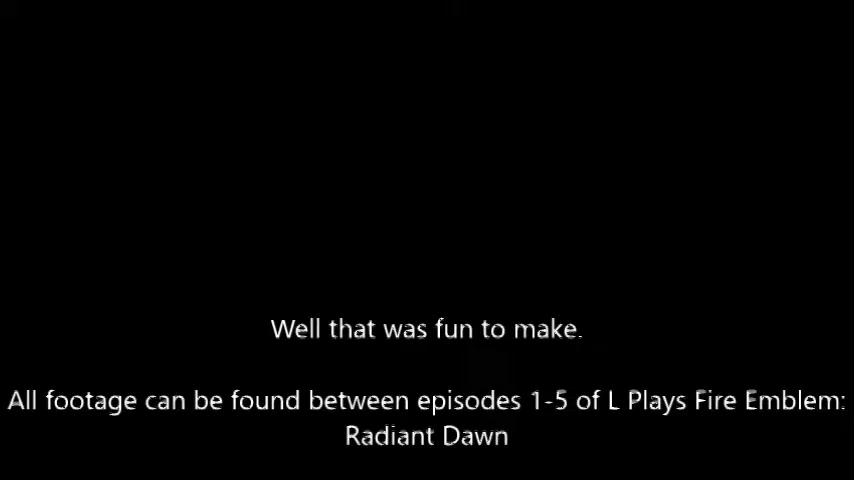 Well that was fun to make.
All footage can be found between episodes 1-5 of L Plays Fire Emblem:
Radiant Dawn